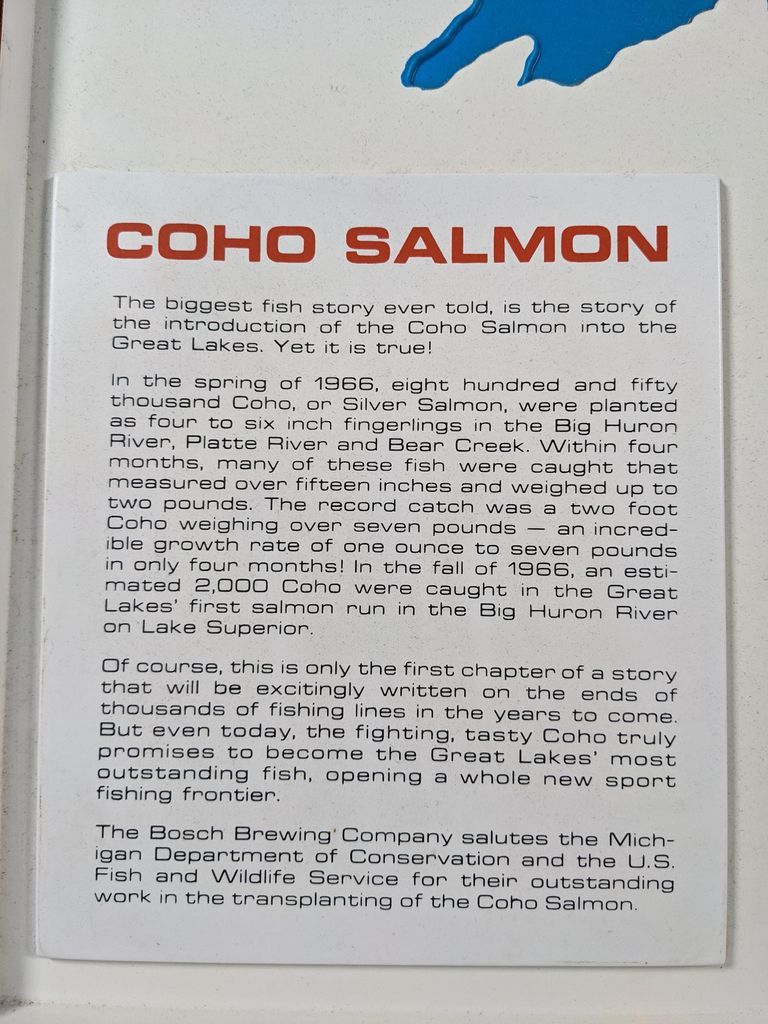 COHO SALMON
The biggest fish story ever told, is the story of
the introduction of the Coho Salmon into the
Great Lakes. Yet it is true!
In the spring of 1966, eight hundred and fifty
thousand Coho, or Silver Salmon, were planted
as four to six inch fingerlings in the Big Huron
River, Platte River and Bear Creek. Within four
months, many of these fish were caught that
measured over fifteen inches and weighed up to
two pounds. The record catch was a two foot
Coho weighing over seven pounds — an incred-
ible growth rate of one ounce to seven pounds
in only four months! In the fall of 1966, an esti-
mated 2,000 Coho were caught in the Great
Lakes' first salmon run in the Big Huron River
on Lake Superior.
Of course, this is only the first chapter of a story
that will be excitingly written on the ends of
thousands of fishing lines in the years to come.
But even today, the fighting, tasty Coho truly
promises to become the Great Lakes' most
outstanding fish, opening a whole new sport
fishing frontier.
The Bosch Brewing Company salutes the Mich-
igan Department of Conservation and the U.S.
Fish and Wildlife Service for their outstanding
work in the transplanting of the Coho Salmon.